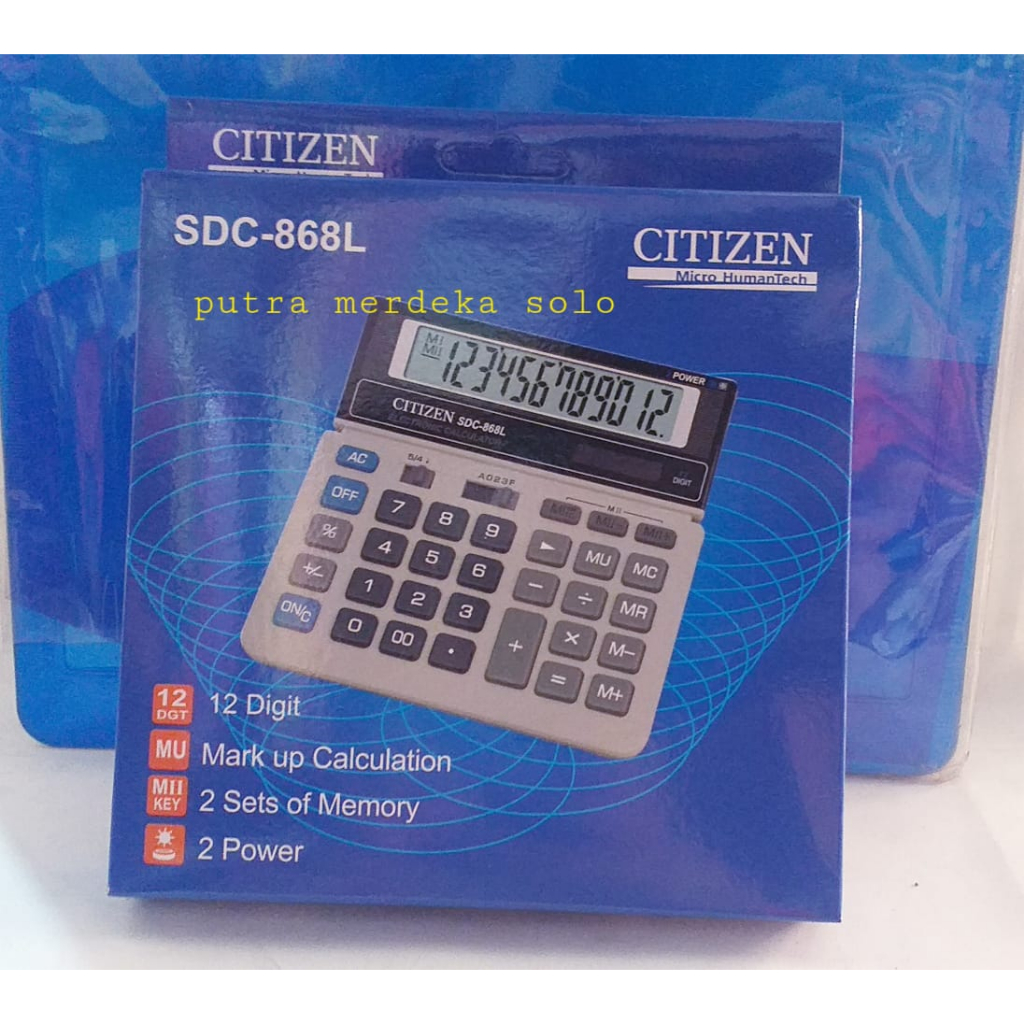 CITIZEN
SDC-868L
CITIZEN
Micro HumanTech
putra merdeka solo
MI
MII
123456789012.
POWER
CITIZEN SDC-868L
ELECTRONIC CALCULATOR
DIGIT
AC
5/4
A023F
MII
OFF
7 8 9
% 4 5 6 MU MC
+/− 1 2 3 − ÷ MR
ON/C 0 00 . + × M−
= M+
12 DGT
12 Digit
MU
Mark up Calculation
MII KEY
2 Sets of Memory
2 Power